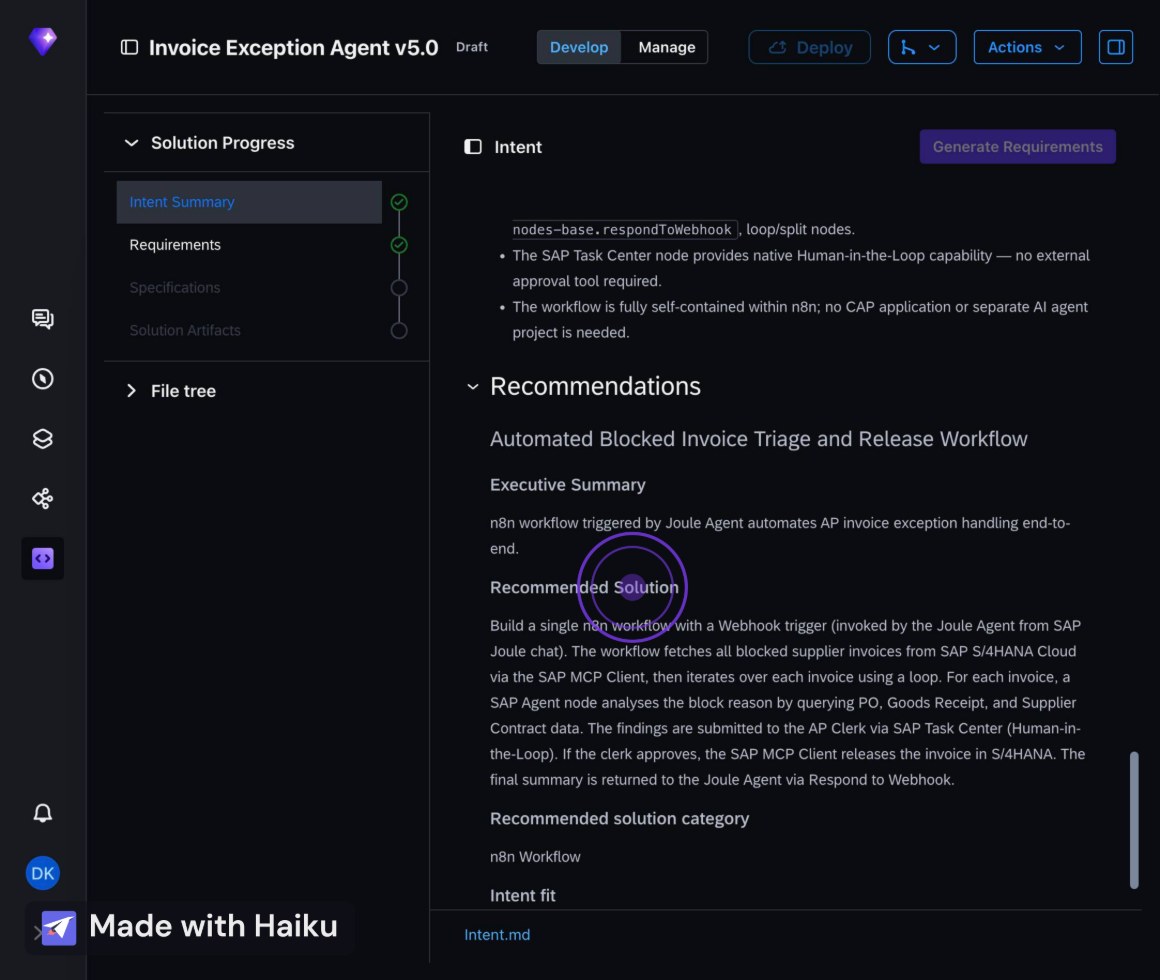 Invoice Exception Agent v5.0
Draft
Develop
Manage
Deploy
Actions
Solution Progress
Intent Summary
Requirements
Specifications
Solution Artifacts
File tree
Intent
Generate Requirements
nodes-base.respondToWebhook, loop/split nodes.
• The SAP Task Center node provides native Human-in-the-Loop capability — no external
approval tool required.
• The workflow is fully self-contained within n8n; no CAP application or separate AI agent
project is needed.
Recommendations
Automated Blocked Invoice Triage and Release Workflow
Executive Summary
n8n workflow triggered by Joule Agent automates AP invoice exception handling end-to-
end.
Recommended Solution
Build a single n8n workflow with a Webhook trigger (invoked by the Joule Agent from SAP
Joule chat). The workflow fetches all blocked supplier invoices from SAP S/4HANA Cloud
via the SAP MCP Client, then iterates over each invoice using a loop. For each invoice, a
SAP Agent node analyses the block reason by querying PO, Goods Receipt, and Supplier
Contract data. The findings are submitted to the AP Clerk via SAP Task Center (Human-in-
the-Loop). If the clerk approves, the SAP MCP Client releases the invoice in S/4HANA. The
final summary is returned to the Joule Agent via Respond to Webhook.
Recommended solution category
n8n Workflow
Intent fit
Intent.md
DK
Made with Haiku